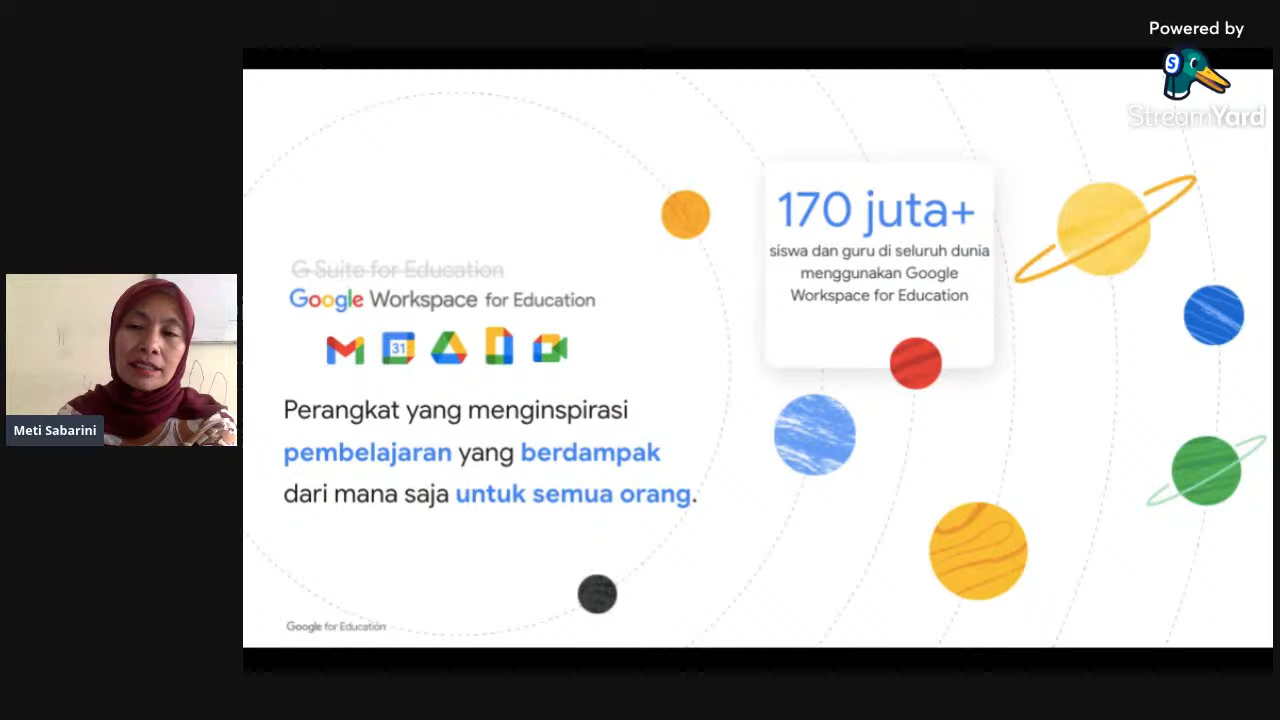 Powered by
StreamYard
170 juta+
siswa dan guru di seluruh dunia
menggunakan Google
Workspace for Education
G Suite for Education
Google Workspace for Education
31
Perangkat yang menginspirasi
pembelajaran yang berdampak
dari mana saja untuk semua orang.
Meti Sabarini
Google for Education